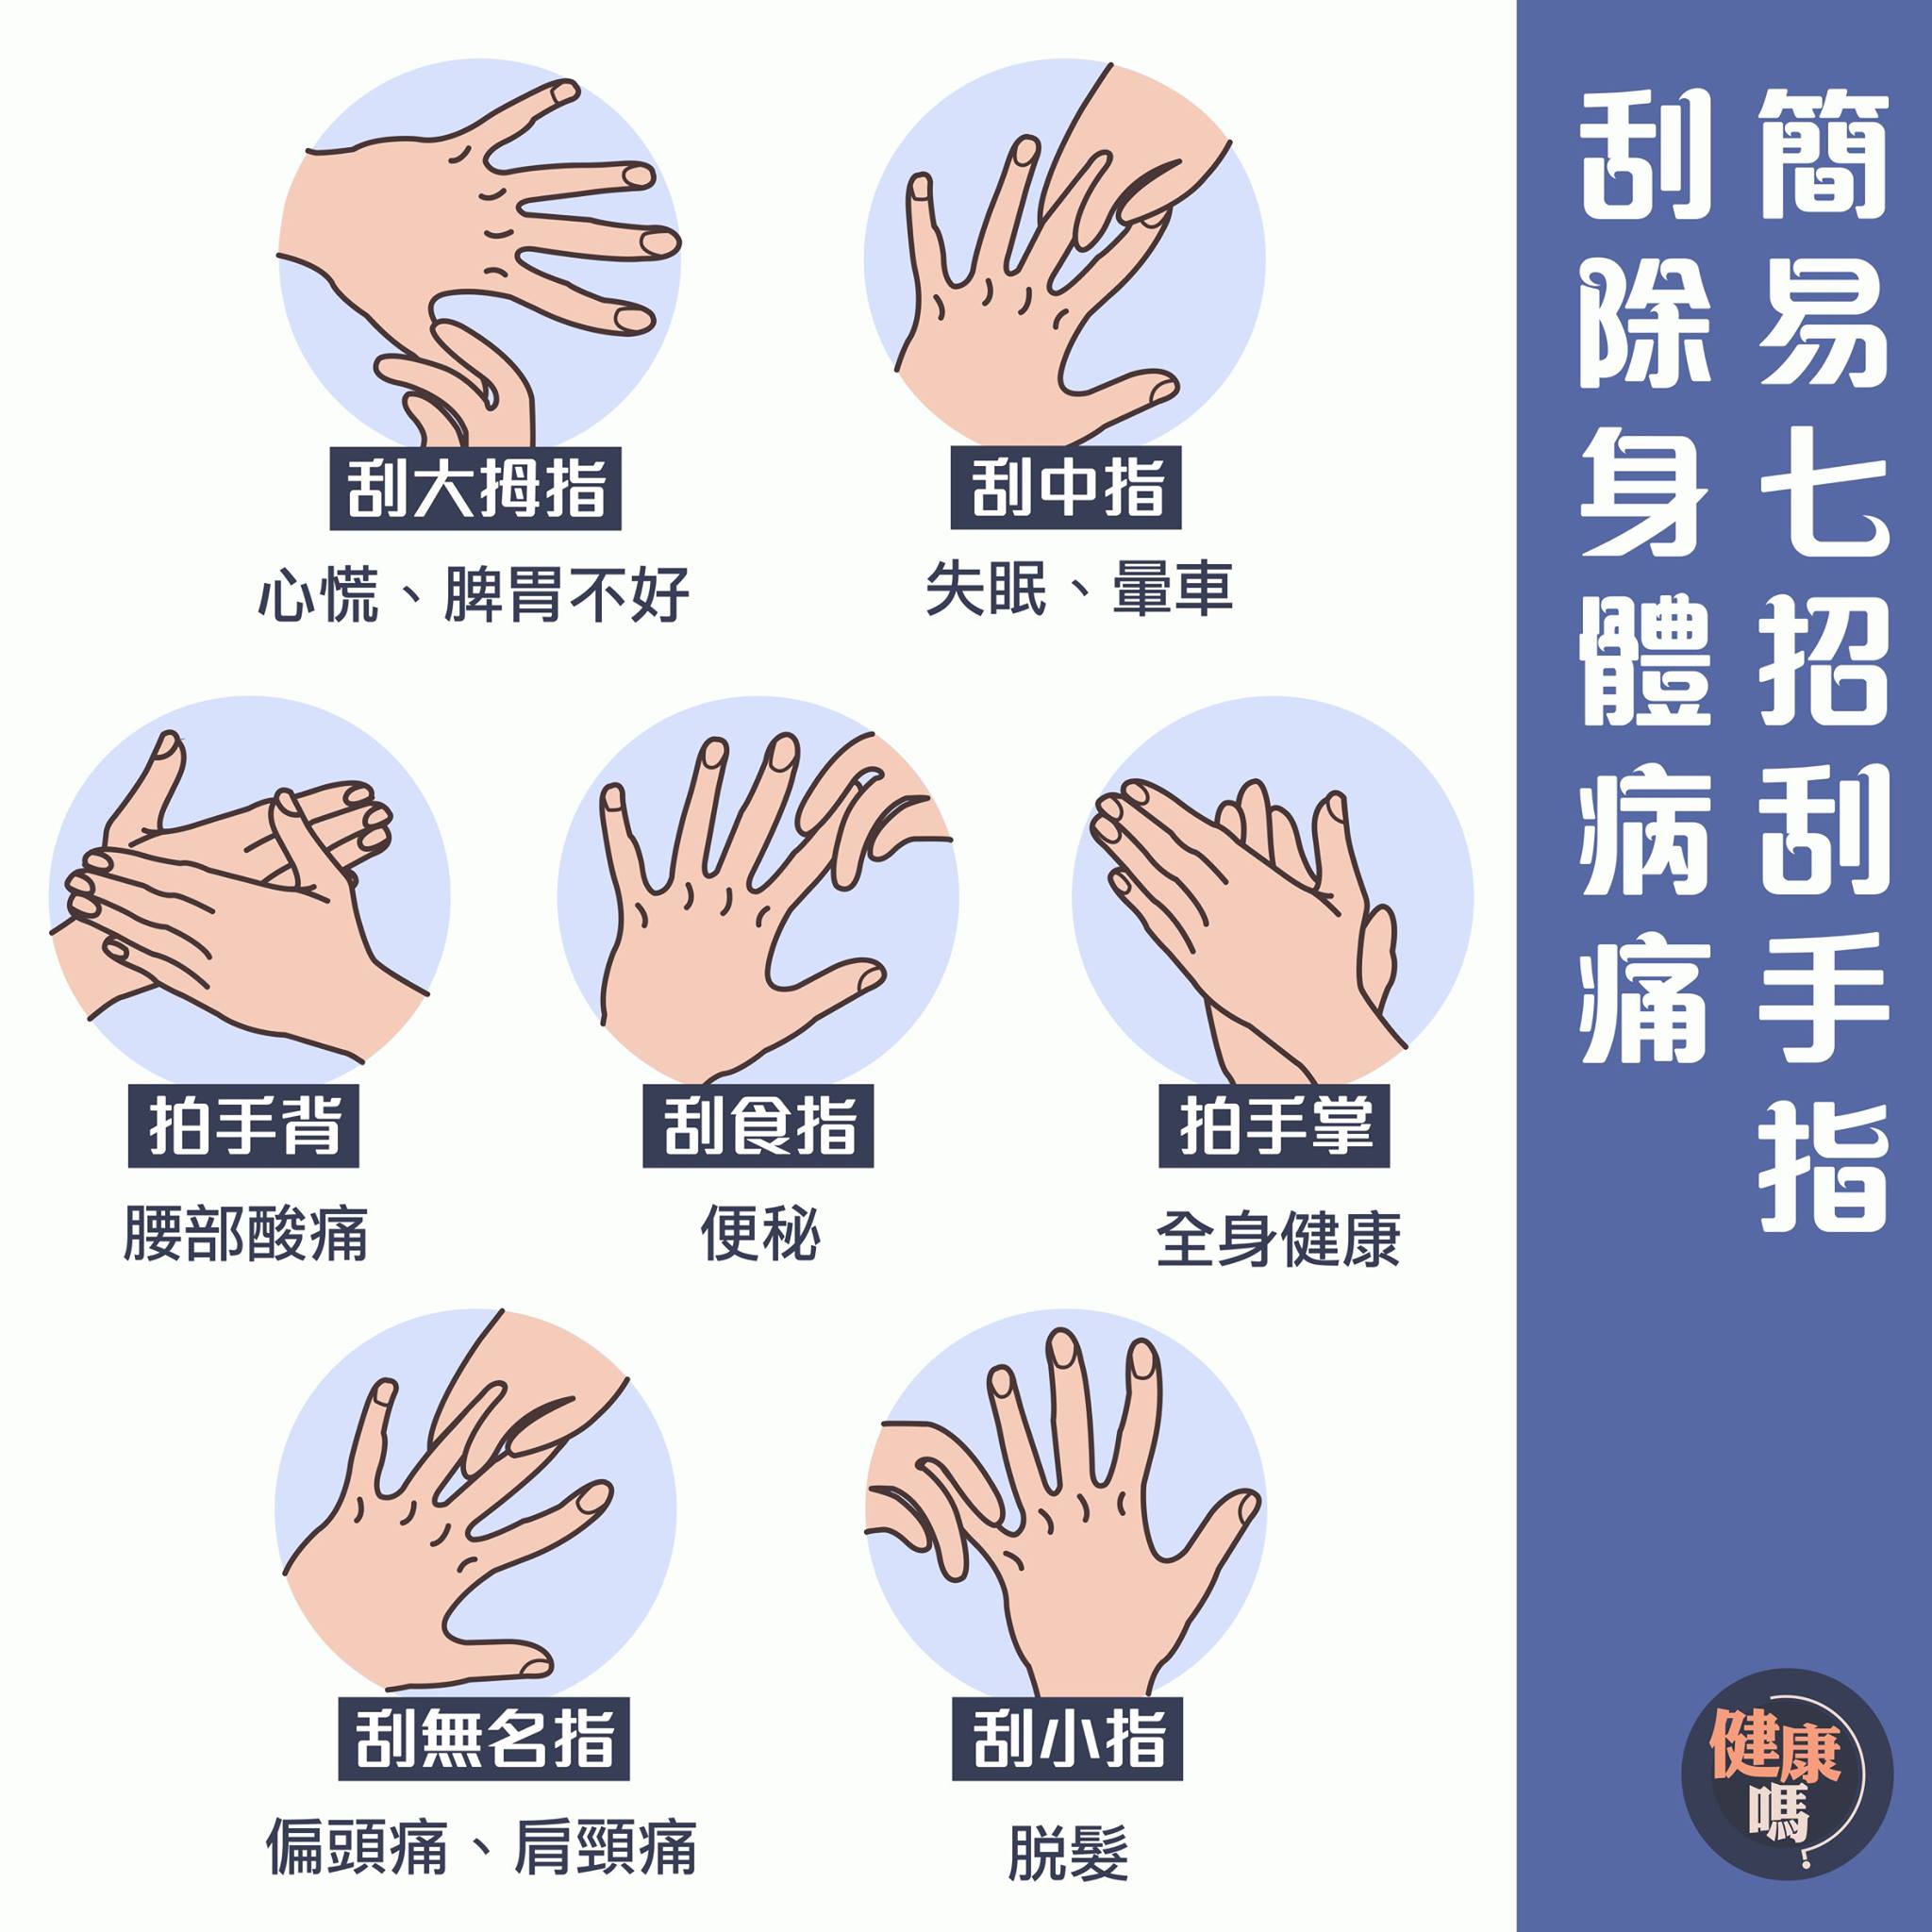 簡易七招刮手指
刮除身體病痛
刮大拇指
心慌、脾胃不好
刮中指
失眠、暈車
拍手背
腰部酸痛
刮食指
便秘
拍手掌
全身健康
刮無名指
偏頭痛、肩頸痛
刮小指
脫髮
健康
嗎?